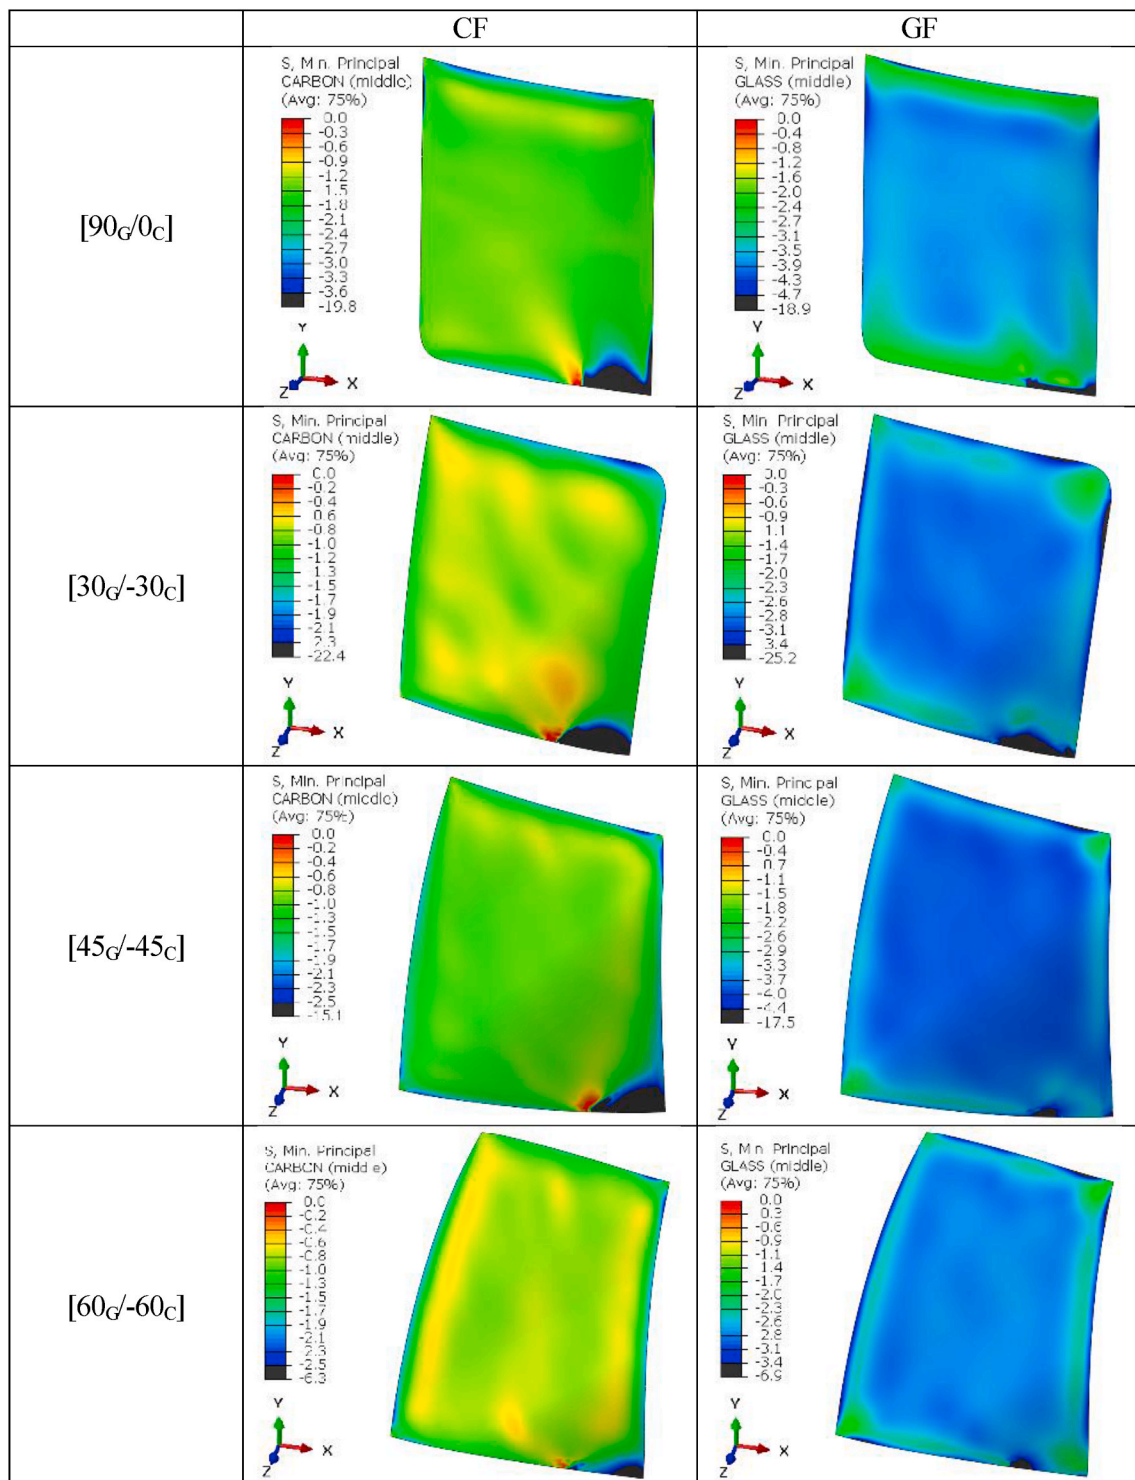 CF GF
[90G/0C]
S, Min. Principal
CARBON (middle)
(Avg: 75%)
0.0
-0.3
-0.6
-0.9
-1.2
1.5
-1.8
-2.1
-2.4
-2.7
-3.0
-3.3
-3.6
-19.8
Y
X
Z
S, Min. Principal
GLASS (middle)
(Avg: 75%)
0.0
-0.4
-0.8
-1.2
-1.6
-2.0
-2.4
-2.7
-3.1
-3.5
-3.9
-4.3
-4.7
-18.9
Y
X
Z
[30G/-30C]
S, Min. Principal
CARBON (middle)
(Avg: 75%)
0.0
-0.2
-0.4
-0.6
-0.8
-1.0
-1.3
-1.5
-1.7
-1.9
-2.1
2.3
-22.4
Y
X
Z
S, Min Principal
GLASS (middle)
(Avg: 75%)
0.0
-0.3
-0.6
-0.9
1.1
-1.4
-1.7
-2.0
-2.3
-2.6
-2.8
-3.1
3.4
-25.2
Y
X
Z
[45G/-45C]
S, Min. Principal
CARBON (middle)
(Avg: 75%)
0.0
-0.2
-0.4
-0.6
-0.8
-1.0
-1.3
-1.5
-1.7
-1.9
-2.1
-2.3
-2.5
-15.1
Y
X
Z
S, Min. Principal
GLASS (middle)
(Avg: 75%)
0.0
-0.4
0.7
-1.1
-1.5
-1.8
-2.2
-2.6
-2.9
-3.3
-3.7
-4.0
-4.4
-17.5
Y
X
Z
[60G/-60C]
S, Min. Principal
CARBON (middle)
(Avg: 75%)
0.0
-0.2
-0.4
-0.6
-0.8
-1.0
-1.3
-1.5
-1.7
-1.9
-2.1
-2.3
-2.5
-6.3
Y
X
Z
S, Min Principal
GLASS (middle)
(Avg: 75%)
0.0
0.3
-0.6
-0.9
-1.1
1.4
-1.7
-2.0
-2.3
-2.6
-2.8
-3.1
-3.4
-6.9
Y
X
Z